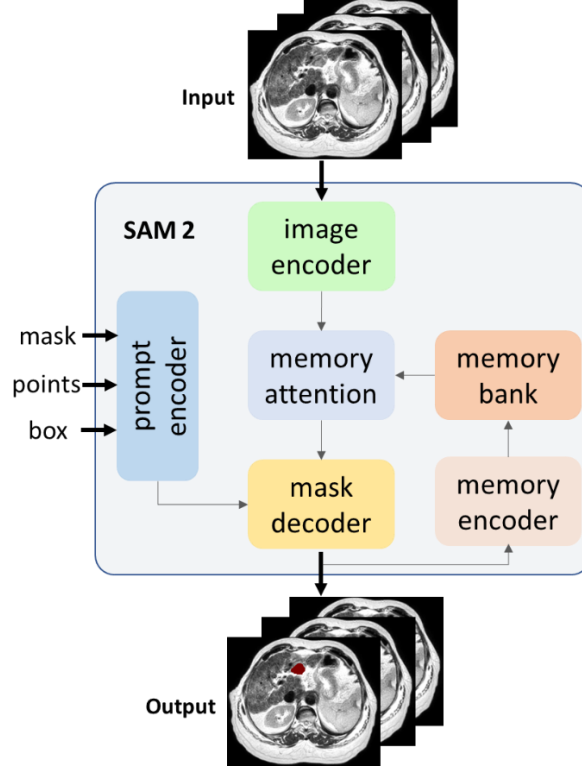 Input
SAM 2
image
encoder
mask
points
box
prompt
encoder
memory
attention
memory
bank
mask
decoder
memory
encoder
Output